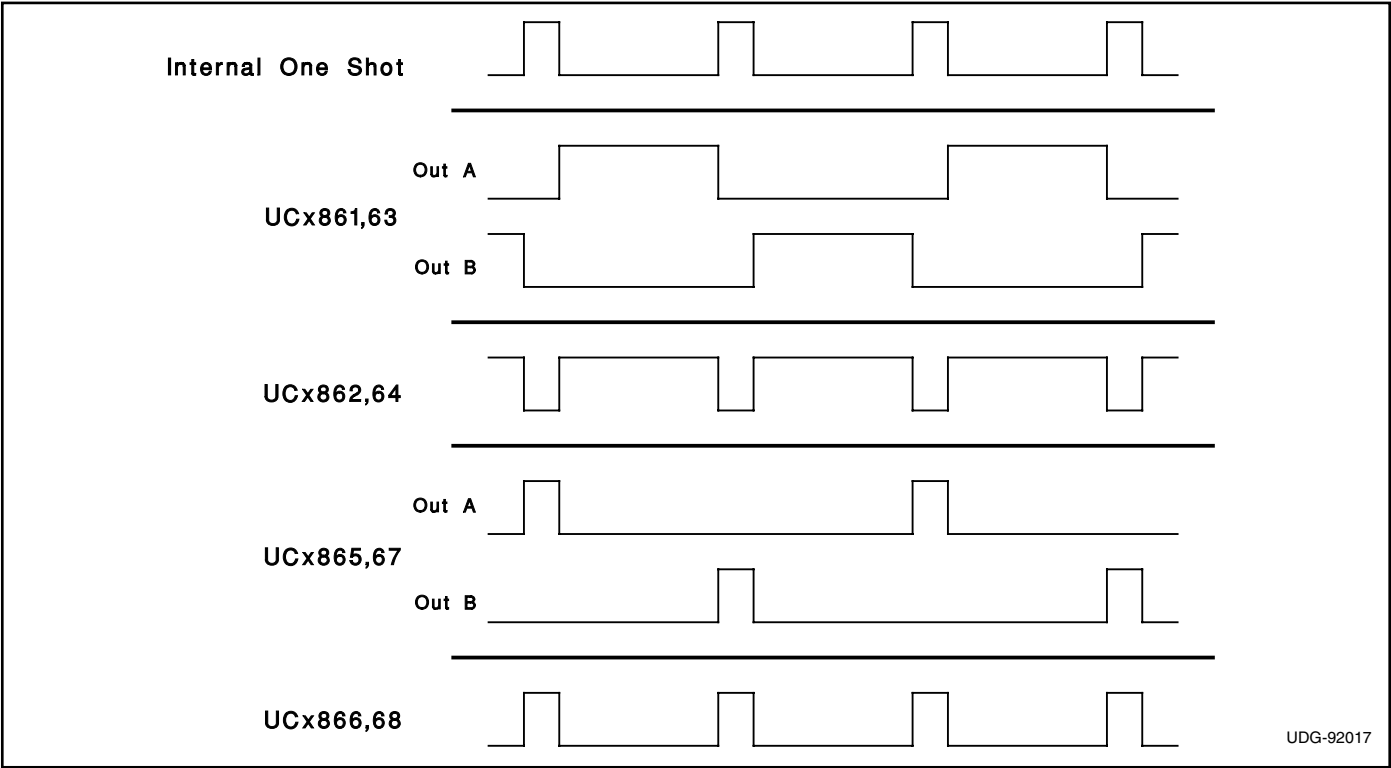 Internal One Shot
Out A
UCx861,63
Out B
UCx862,64
Out A
UCx865,67
Out B
UCx866,68
UDG-92017